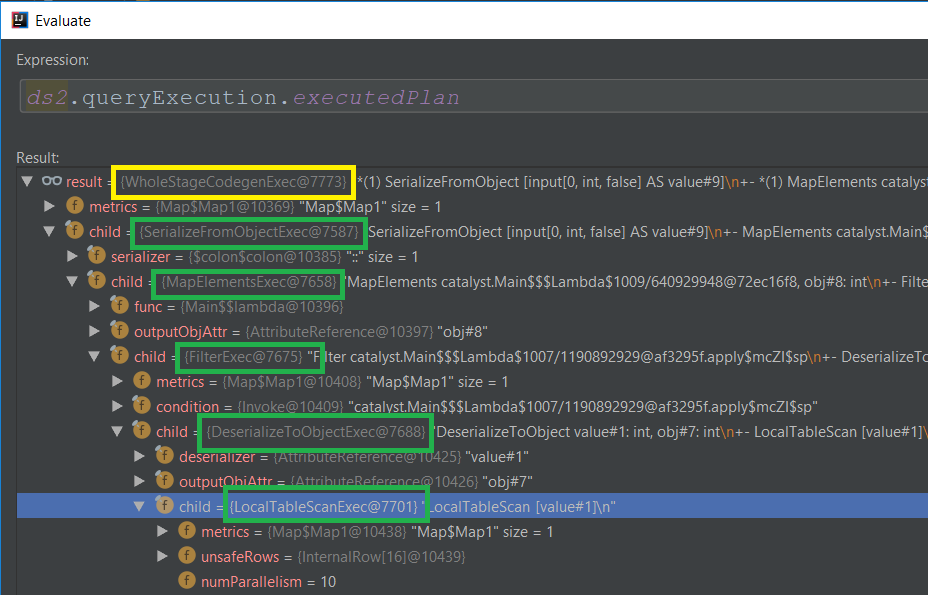 IJ Evaluate
Expression:
ds2.queryExecution.executedPlan
Result:
result = {WholeStageCodegenExec@7773} "*(1) SerializeFromObject [input[0, int, false] AS value#9]\n+- *(1) MapElements catalyst
f metrics = {Map$Map1@10369} "Map$Map1" size = 1
f child = {SerializeFromObjectExec@7587} "SerializeFromObject [input[0, int, false] AS value#9]\n+- MapElements catalyst.Main$
f serializer = {$colon$colon@10385} "::" size = 1
f child = {MapElementsExec@7658} "MapElements catalyst.Main$$$Lambda$1009/640929948@72ec16f8, obj#8: int\n+- Filte
f func = {Main$$lambda@10396}
f outputObjAttr = {AttributeReference@10397} "obj#8"
f child = {FilterExec@7675} "Filter catalyst.Main$$$Lambda$1007/1190892929@af3295f.apply$mcZI$sp\n+- DeserializeTo
f metrics = {Map$Map1@10408} "Map$Map1" size = 1
f condition = {Invoke@10409} "catalyst.Main$$$Lambda$1007/1190892929@af3295f.apply$mcZI$sp"
f child = {DeserializeToObjectExec@7688} "DeserializeToObject value#1: int, obj#7: int\n+- LocalTableScan [value#1]\
f deserializer = {AttributeReference@10425} "value#1"
f outputObjAttr = {AttributeReference@10426} "obj#7"
f child = {LocalTableScanExec@7701} "LocalTableScan [value#1]\n"
f metrics = {Map$Map1@10438} "Map$Map1" size = 1
f unsafeRows = {InternalRow[16]@10439}
f numParallelism = 10